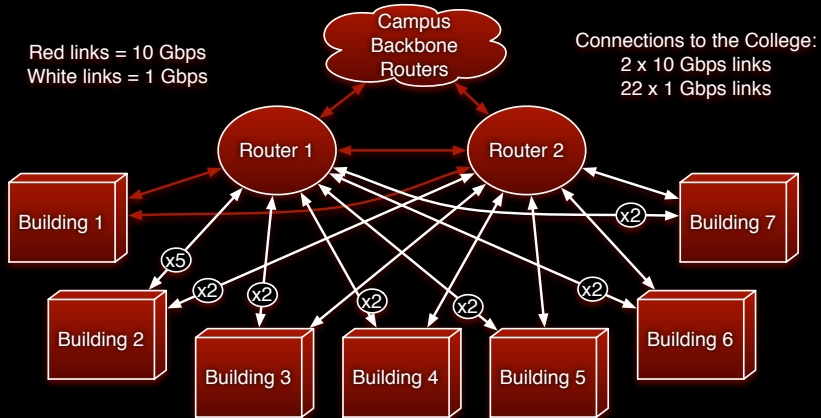 Campus
Backbone
Routers
Red links = 10 Gbps
White links = 1 Gbps
Connections to the College:
2 x 10 Gbps links
22 x 1 Gbps links
Router 1
Router 2
Building 1
x2
Building 7
x5
x2
x2
x2
x2
x2
Building 2
Building 3
Building 4
Building 5
Building 6